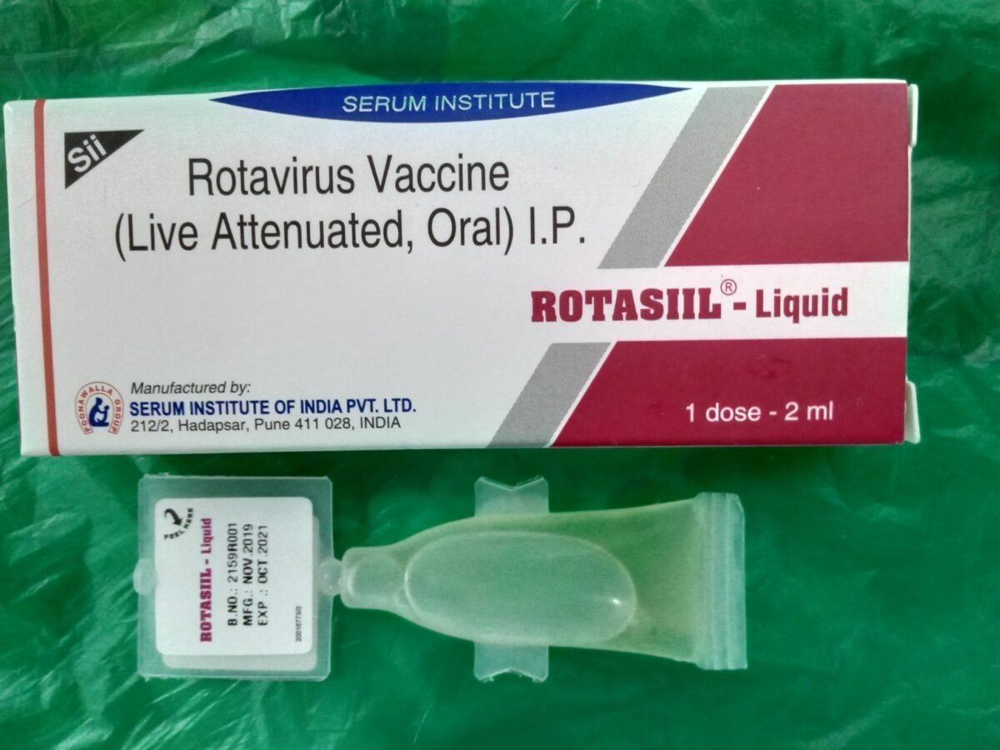 SERUM INSTITUTE
Sii
Rotavirus Vaccine
(Live Attenuated, Oral) I.P.
ROTASIIL® - Liquid
POONAWALLA GROUP
Manufactured by:
SERUM INSTITUTE OF INDIA PVT. LTD.
212/2, Hadapsar, Pune 411 028, INDIA
1 dose - 2 ml
PEEL HERE
ROTASIIL - Liquid
B.NO.: 2159R001
MFG.: NOV.2019
EXP.: OCT.2021
20016773/0